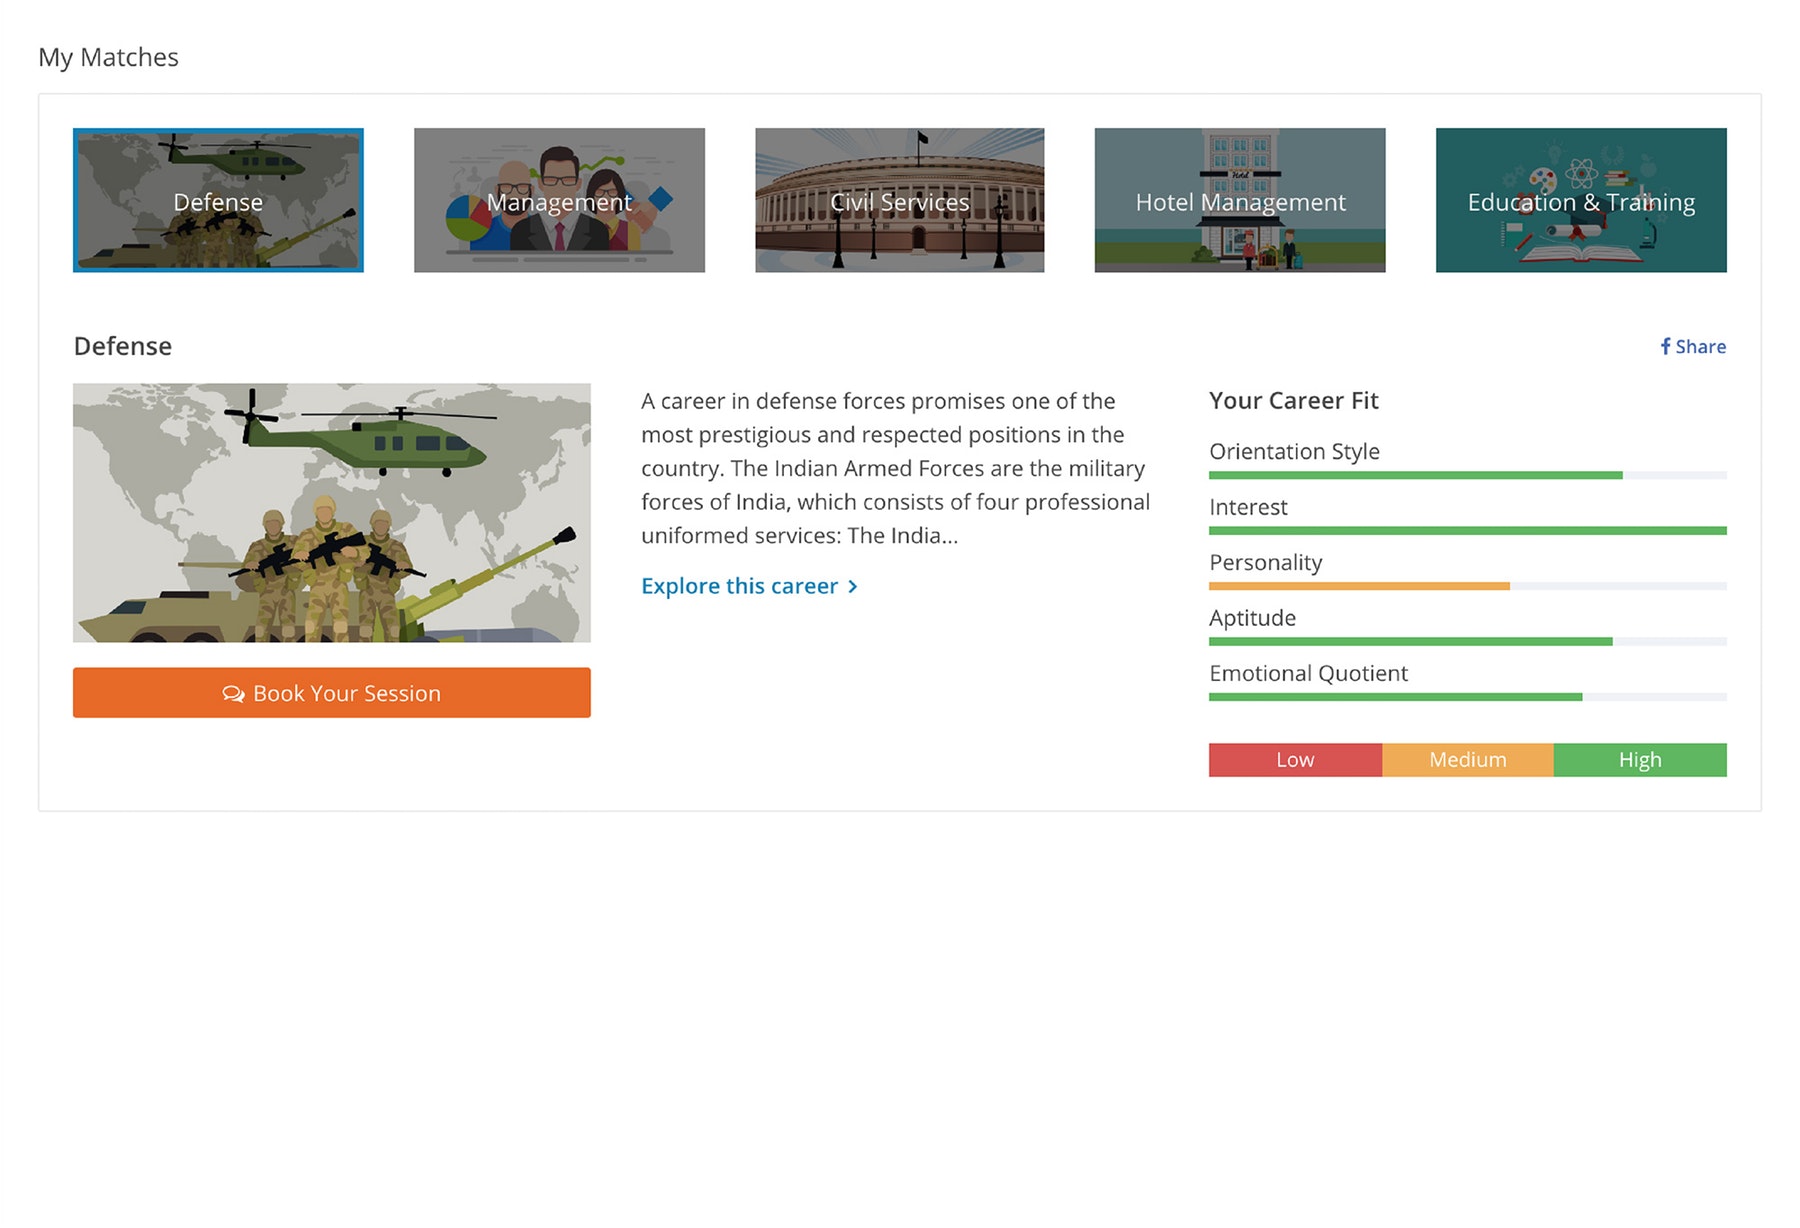 My Matches
Defense
Management
Civil Services
Hotel Management
Education & Training
Defense
Share
A career in defense forces promises one of the
most prestigious and respected positions in the
country. The Indian Armed Forces are the military
forces of India, which consists of four professional
uniformed services: The India...
Explore this career
Book Your Session
Your Career Fit
Orientation Style
Interest
Personality
Aptitude
Emotional Quotient
Low Medium High